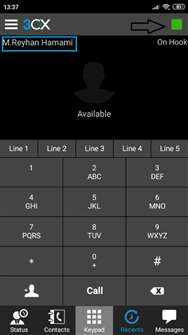 13:37
3CX
M.Reyhan Hamami On Hook
Available
Line 1 Line 2 Line 3 Line 4 Line 5
1 2 3
ABC DEF
4 5 6
GHI JKL MNO
7 8 9
PQRS TUV WXYZ
* 0 #
+
Call
Status Contacts Keypad Recents Messages